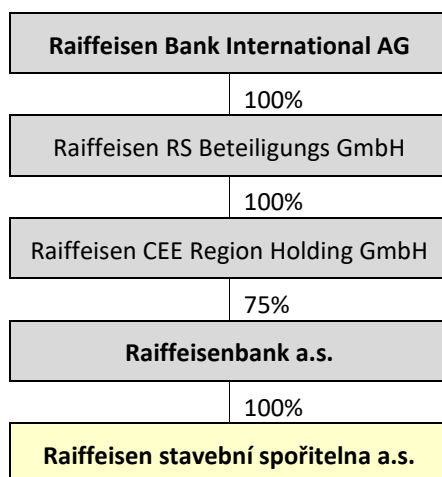 Raiffeisen Bank International AG
100%
Raiffeisen RS Beteiligungs GmbH
100%
Raiffeisen CEE Region Holding GmbH
75%
Raiffeisenbank a.s.
100%
Raiffeisen stavební spořitelna a.s.